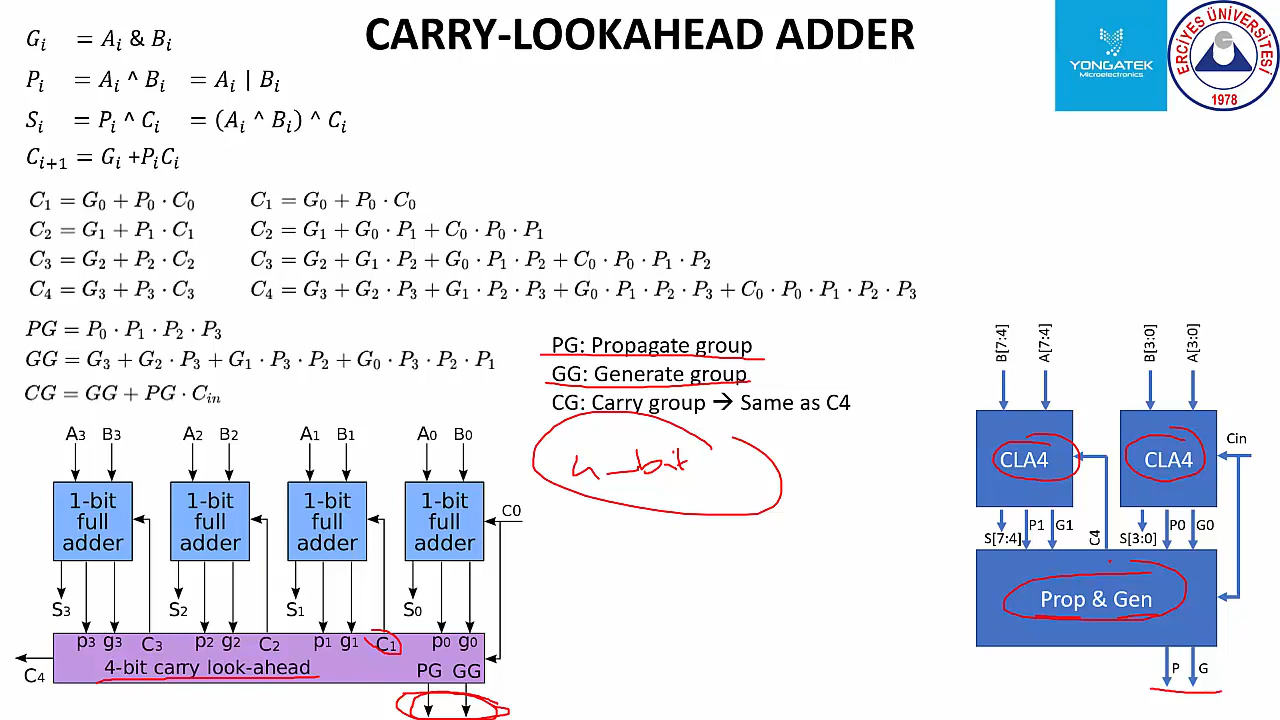 CARRY-LOOKAHEAD ADDER
YONGATEK
Microelectronics
ERCİYES ÜNİVERSİTESİ
1978
G_i = A_i & B_i
P_i = A_i ^ B_i = A_i | B_i
S_i = P_i ^ C_i = (A_i ^ B_i) ^ C_i
C_{i+1} = G_i +P_iC_i
C_1 = G_0 + P_0 · C_0
C_2 = G_1 + P_1 · C_1
C_3 = G_2 + P_2 · C_2
C_4 = G_3 + P_3 · C_3
C_1 = G_0 + P_0 · C_0
C_2 = G_1 + G_0 · P_1 + C_0 · P_0 · P_1
C_3 = G_2 + G_1 · P_2 + G_0 · P_1 · P_2 + C_0 · P_0 · P_1 · P_2
C_4 = G_3 + G_2 · P_3 + G_1 · P_2 · P_3 + G_0 · P_1 · P_2 · P_3 + C_0 · P_0 · P_1 · P_2 · P_3
PG = P_0 · P_1 · P_2 · P_3
GG = G_3 + G_2 · P_3 + G_1 · P_3 · P_2 + G_0 · P_3 · P_2 · P_1
CG = GG + PG · C_{in}
PG: Propagate group
GG: Generate group
CG: Carry group → Same as C4
4-bit
A3 B3 A2 B2 A1 B1 A0 B0
1-bit full adder
1-bit full adder
1-bit full adder
1-bit full adder
C0
S3 S2 S1 S0
p3 g3 C3 p2 g2 C2 p1 g1 C1 p0 g0
4-bit carry look-ahead
PG GG
C4
B[7:4] A[7:4] B[3:0] A[3:0]
CLA4 CLA4 Cin
S[7:4] P1 G1 C4 S[3:0] P0 G0
Prop & Gen
P G